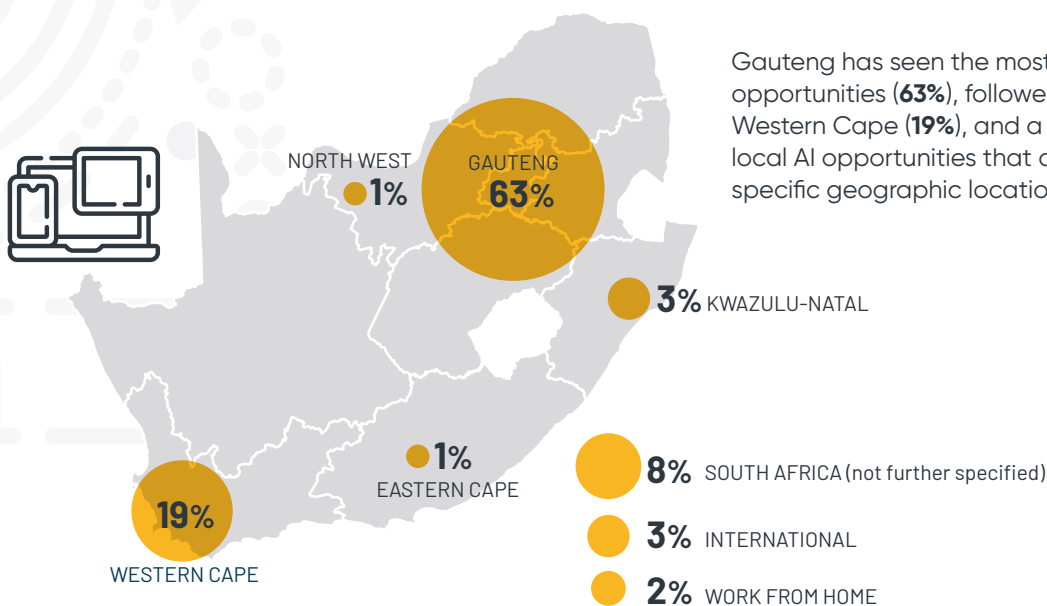 Gauteng has seen the most
opportunities (63%), followe
Western Cape (19%), and a
local AI opportunities that
specific geographic location
NORTH WEST
1%
GAUTENG
63%
3% KWAZULU-NATAL
1%
EASTERN CAPE
19%
WESTERN CAPE
8% SOUTH AFRICA (not further specified)
3% INTERNATIONAL
2% WORK FROM HOME